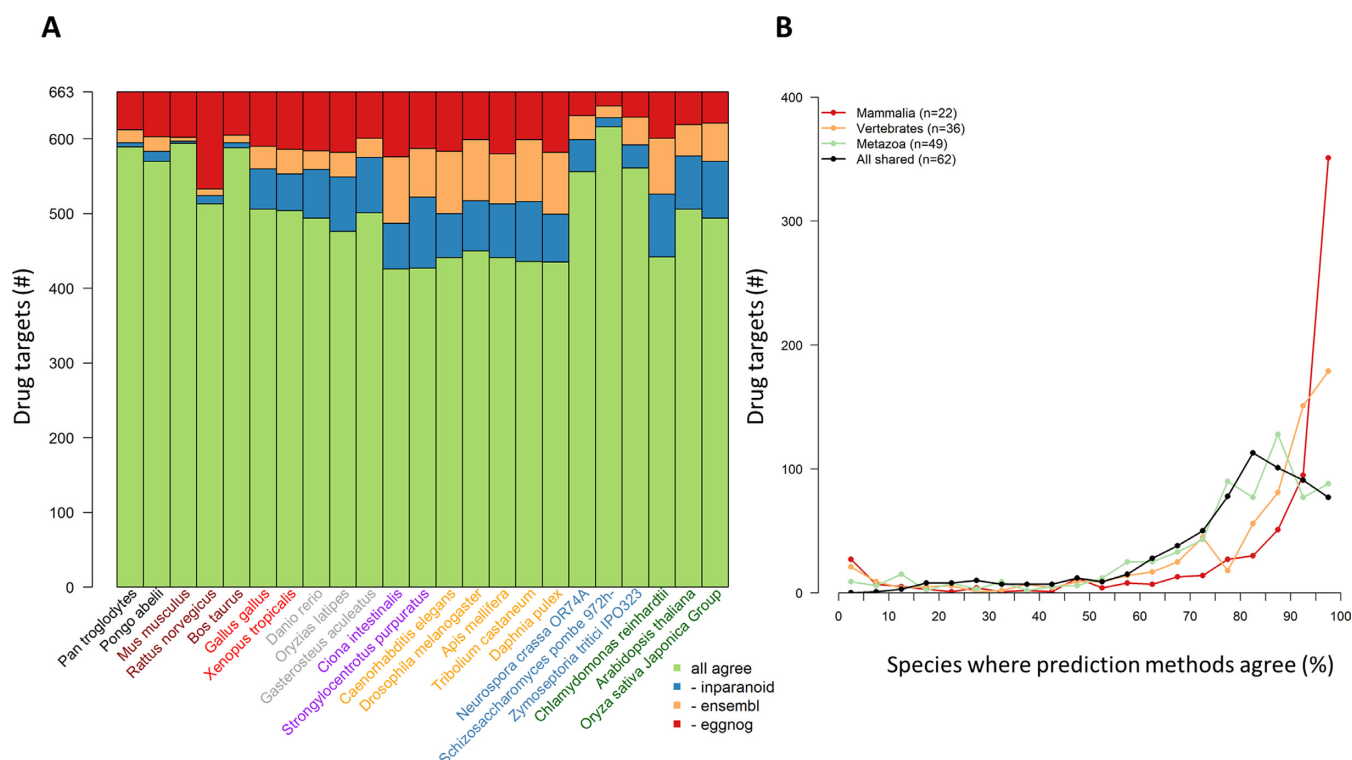 A
Drug targets (#)
663
600
500
400
300
200
100
0
Pan troglodytes
Pongo abelii
Mus musculus
Rattus norvegicus
Bos taurus
Gallus gallus
Xenopus tropicalis
Danio rerio
Oryzias latipes
Gasterosteus aculeatus
Ciona intestinalis
Strongylocentrotus purpuratus
Caenorhabditis elegans
Drosophila melanogaster
Apis mellifera
Tribolium castaneum
Daphnia pulex
Neurospora crassa OR74A
Schizosaccharomyces pombe 972h-
Zymoseptoria tritici IPO323
Chlamydomonas reinhardtii
Arabidopsis thaliana
Oryza sativa Japonica Group
all agree
- inparanoid
- ensembl
- eggnog
B
Drug targets (#)
400
300
200
100
0
Mammalia (n=22)
Vertebrates (n=36)
Metazoa (n=49)
All shared (n=62)
0 10 20 30 40 50 60 70 80 90 100
Species where prediction methods agree (%)